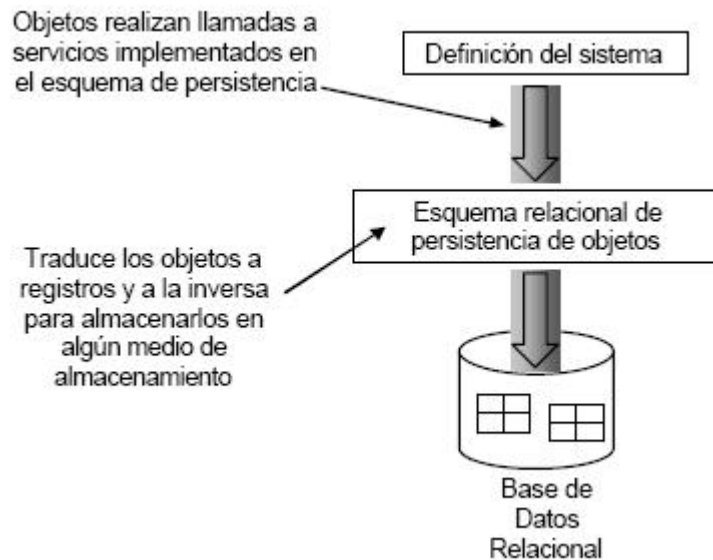 Objetos realizan llamadas a
servicios implementados en
el esquema de persistencia
Definición del sistema
Esquema relacional de
persistencia de objetos
Traduce los objetos a
registros y a la inversa
para almacenarlos en
algún medio de
almacenamiento
Base de
Datos
Relacional